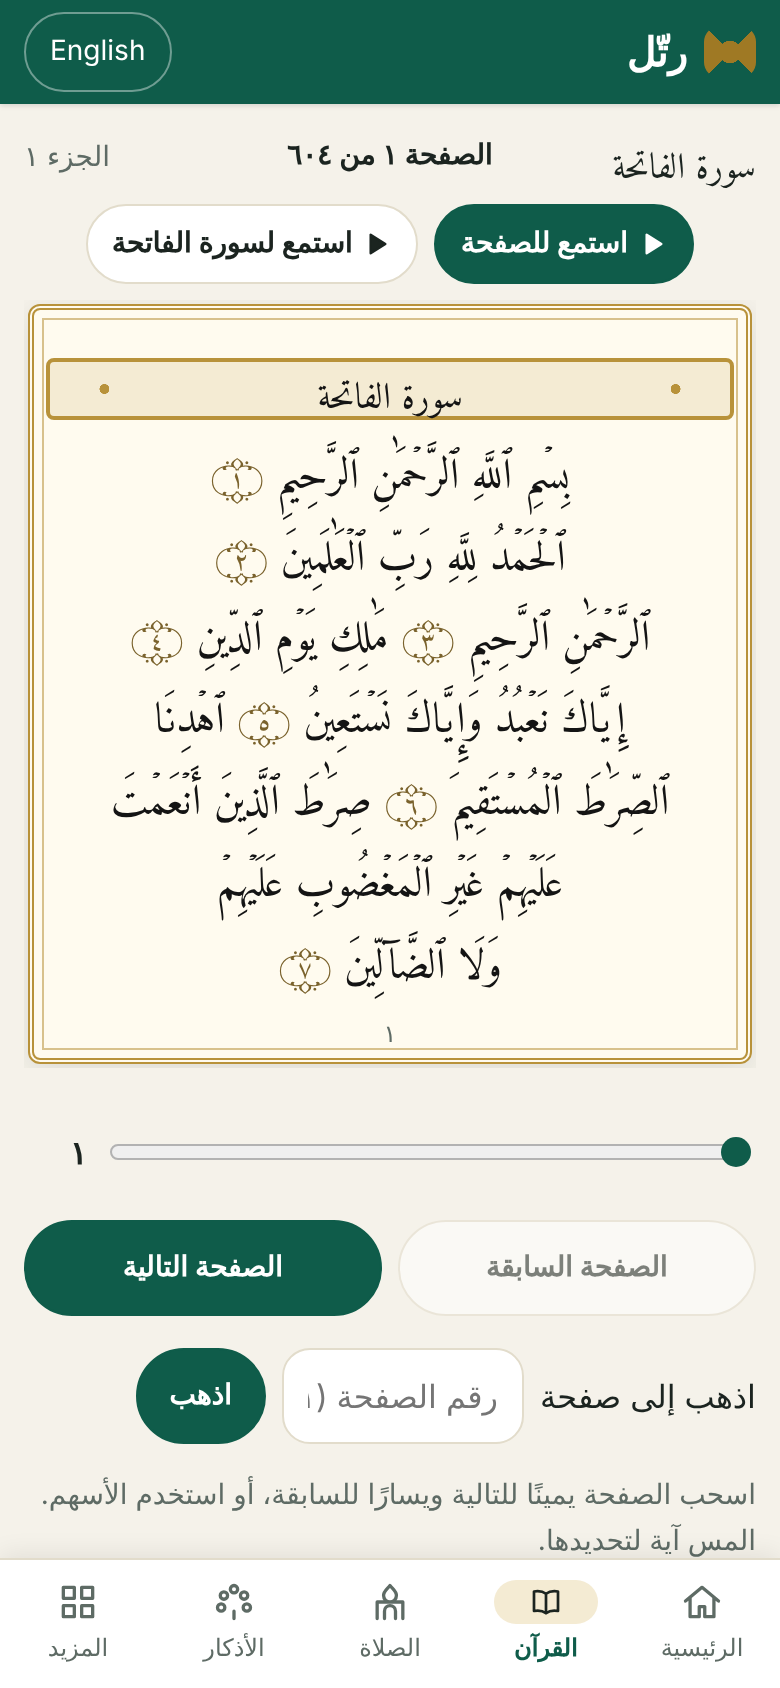 رتّل
English
سورة الفاتحة
الصفحة ١ من ٦٠٤
الجزء ١
استمع للصفحة
استمع لسورة الفاتحة
سورة الفاتحة
بِسۡمِ ٱللَّهِ ٱلرَّحۡمَٰنِ ٱلرَّحِيمِ ١
ٱلۡحَمۡدُ لِلَّهِ رَبِّ ٱلۡعَٰلَمِينَ ٢
ٱلرَّحۡمَٰنِ ٱلرَّحِيمِ ٣ مَٰلِكِ يَوۡمِ ٱلدِّينِ ٤
إِيَّاكَ نَعۡبُدُ وَإِيَّاكَ نَسۡتَعِينُ ٥ ٱهۡدِنَا
ٱلصِّرَٰطَ ٱلۡمُسۡتَقِيمَ ٦ صِرَٰطَ ٱلَّذِينَ أَنۡعَمۡتَ
عَلَيۡهِمۡ غَيۡرِ ٱلۡمَغۡضُوبِ عَلَيۡهِمۡ
وَلَا ٱلضَّآلِّينَ ٧
١
١
الصفحة السابقة
الصفحة التالية
اذهب إلى صفحة
رقم الصفحة (
اذهب
اسحب الصفحة يمينًا للتالية ويسارًا للسابقة، أو استخدم الأسهم.
المس آية لتحديدها.
الرئيسية
القرآن
الصلاة
الأذكار
المزيد